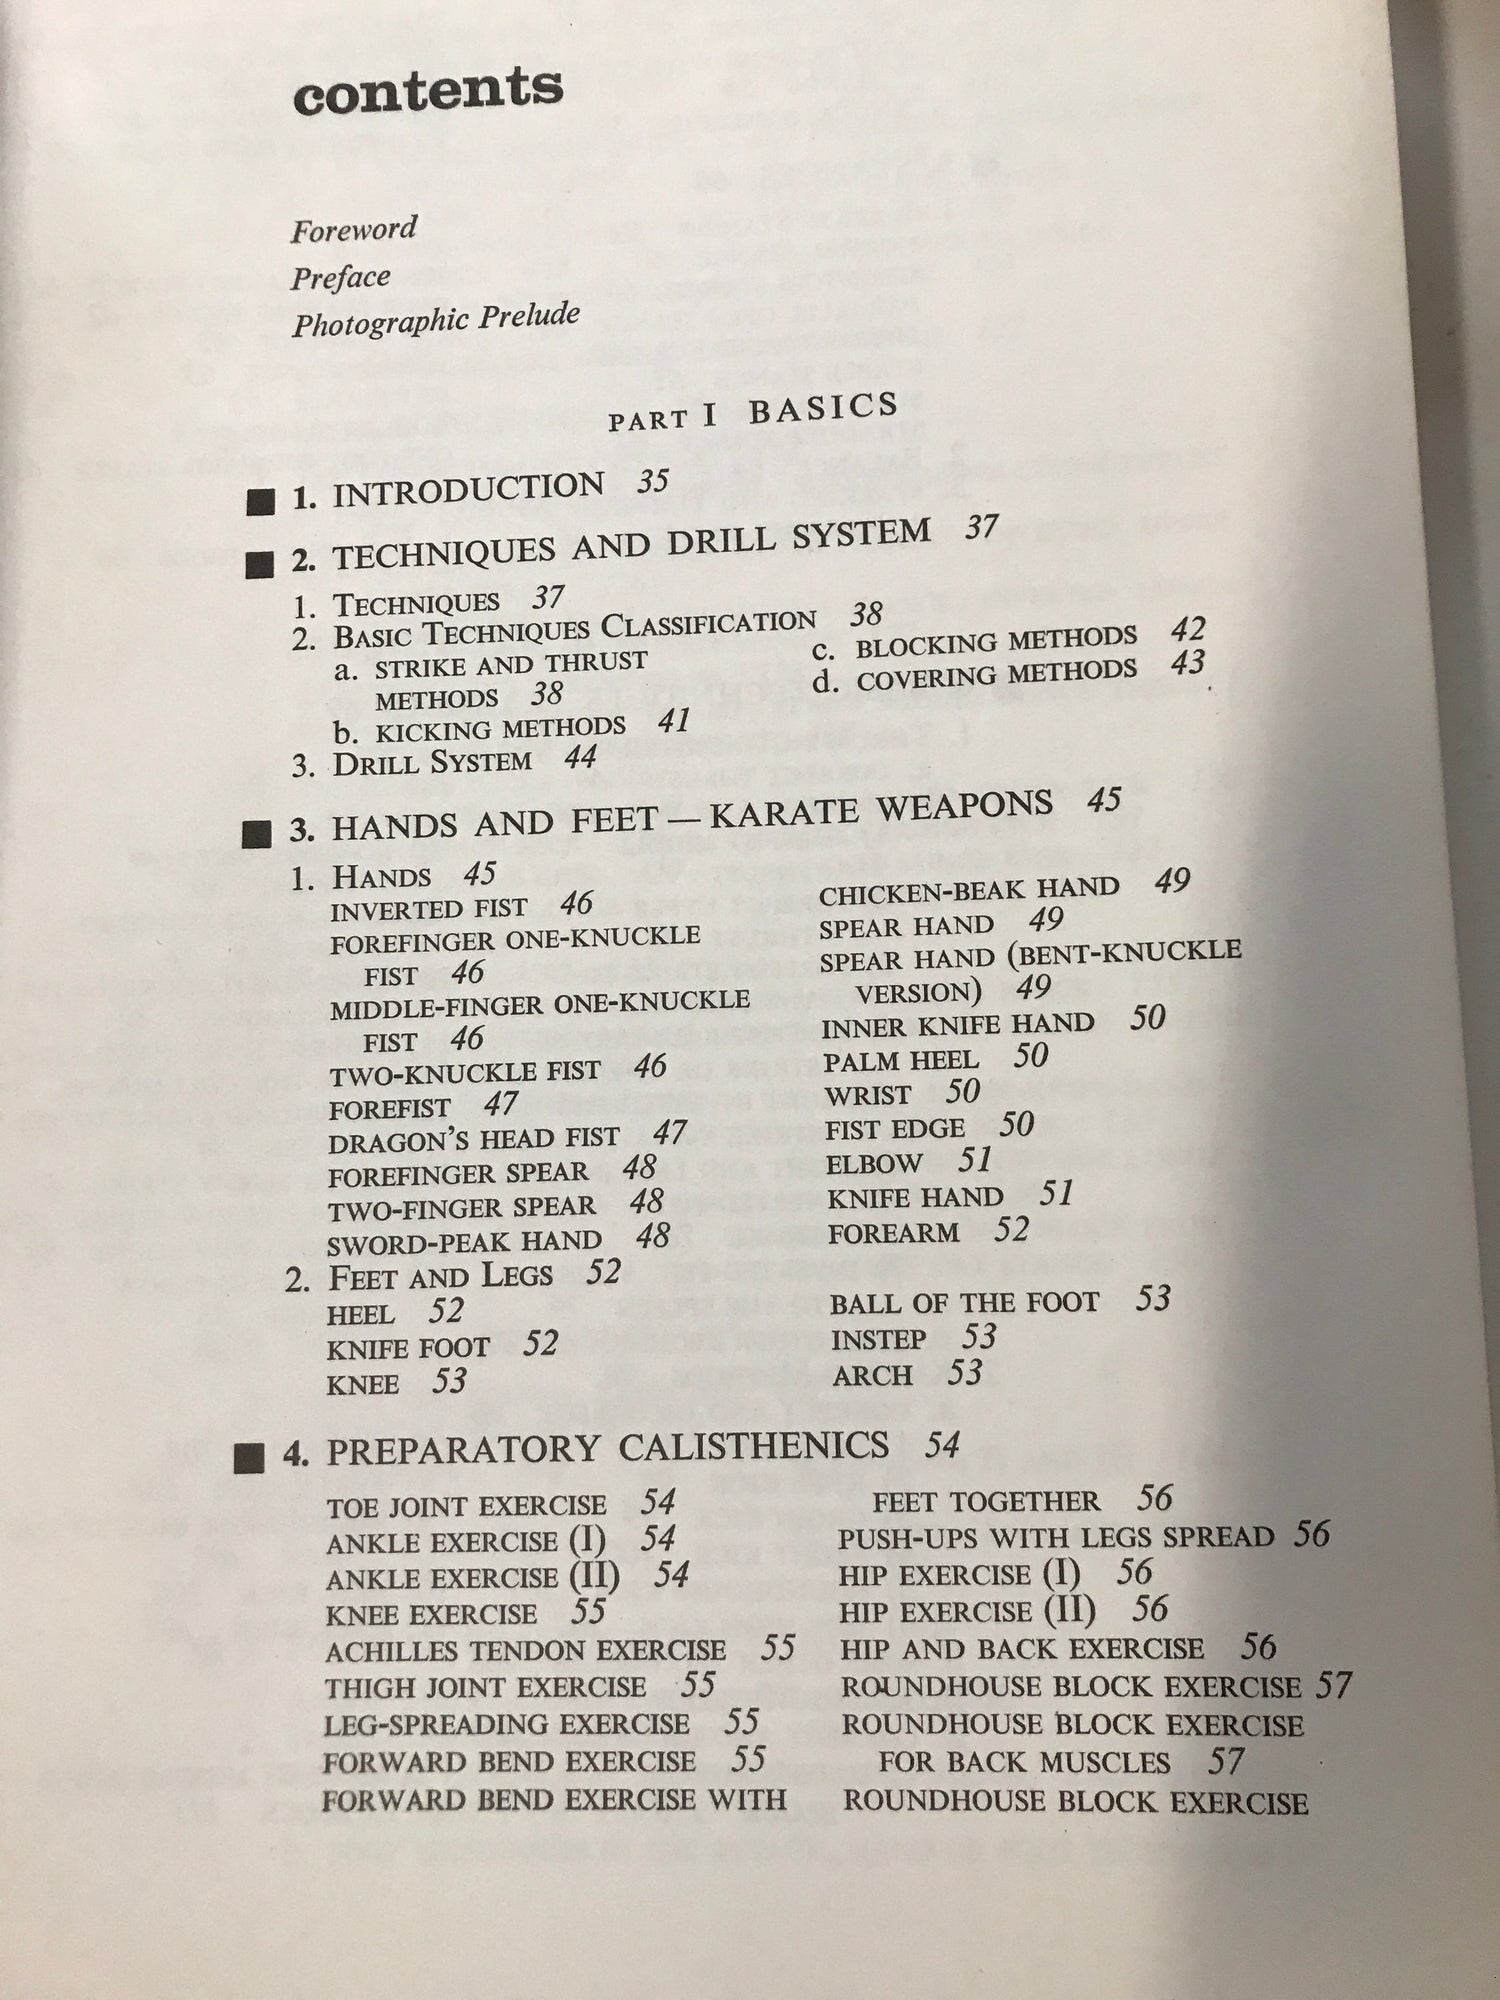 contents
Foreword
Preface
Photographic Prelude
PART I BASICS
■ 1. INTRODUCTION 35
■ 2. TECHNIQUES AND DRILL SYSTEM 37
1. TECHNIQUES 37
2. BASIC TECHNIQUES CLASSIFICATION 38
a. STRIKE AND THRUST
METHODS 38
b. KICKING METHODS 41
c. BLOCKING METHODS 42
d. COVERING METHODS 43
3. DRILL SYSTEM 44
■ 3. HANDS AND FEET — KARATE WEAPONS 45
1. HANDS 45
INVERTED FIST 46
FOREFINGER ONE-KNUCKLE
FIST 46
MIDDLE-FINGER ONE-KNUCKLE
FIST 46
TWO-KNUCKLE FIST 46
FOREFIST 47
DRAGON'S HEAD FIST 47
FOREFINGER SPEAR 48
TWO-FINGER SPEAR 48
SWORD-PEAK HAND 48
CHICKEN-BEAK HAND 49
SPEAR HAND 49
SPEAR HAND (BENT-KNUCKLE
VERSION) 49
INNER KNIFE HAND 50
PALM HEEL 50
WRIST 50
FIST EDGE 50
ELBOW 51
KNIFE HAND 51
FOREARM 52
2. FEET AND LEGS 52
HEEL 52
KNIFE FOOT 52
KNEE 53
BALL OF THE FOOT 53
INSTEP 53
ARCH 53
■ 4. PREPARATORY CALISTHENICS 54
TOE JOINT EXERCISE 54
ANKLE EXERCISE (I) 54
ANKLE EXERCISE (II) 54
KNEE EXERCISE 55
ACHILLES TENDON EXERCISE 55
THIGH JOINT EXERCISE 55
LEG-SPREADING EXERCISE 55
FORWARD BEND EXERCISE 55
FORWARD BEND EXERCISE WITH
FEET TOGETHER 56
PUSH-UPS WITH LEGS SPREAD 56
HIP EXERCISE (I) 56
HIP EXERCISE (II) 56
HIP AND BACK EXERCISE 56
ROUNDHOUSE BLOCK EXERCISE 57
ROUNDHOUSE BLOCK EXERCISE
FOR BACK MUSCLES 57
ROUNDHOUSE BLOCK EXERCISE